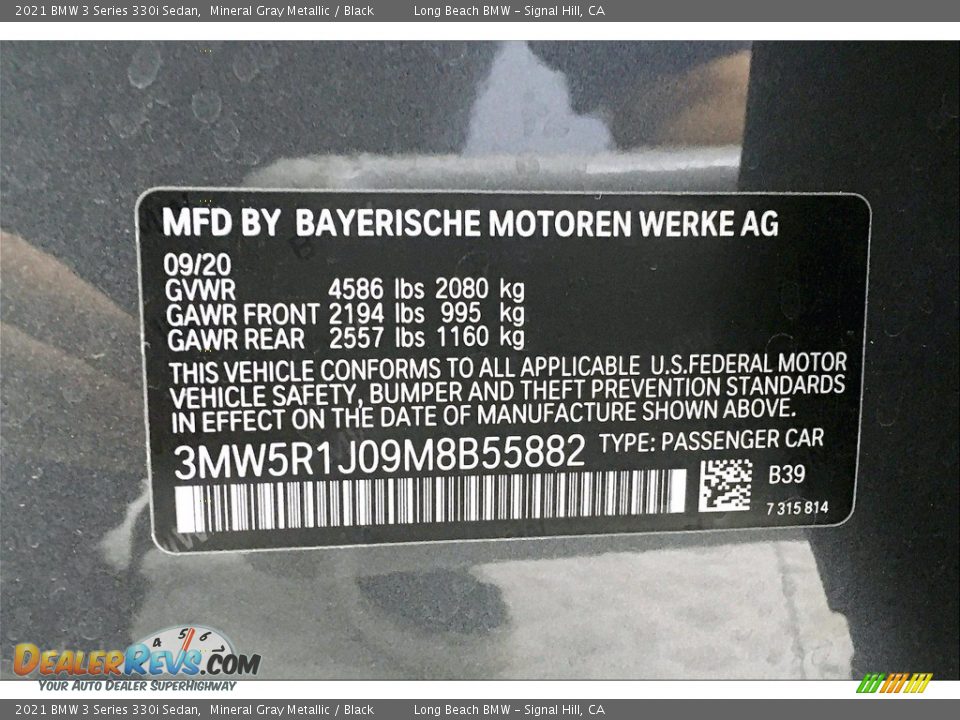 2021 BMW 3 Series 330i Sedan, Mineral Gray Metallic / Black Long Beach BMW - Signal Hill, CA
MFD BY BAYERISCHE MOTOREN WERKE AG
09/20
GVWR 4586 lbs 2080 kg
GAWR FRONT 2194 lbs 995 kg
GAWR REAR 2557 lbs 1160 kg
THIS VEHICLE CONFORMS TO ALL APPLICABLE U.S.FEDERAL MOTOR
VEHICLE SAFETY, BUMPER AND THEFT PREVENTION STANDARDS
IN EFFECT ON THE DATE OF MANUFACTURE SHOWN ABOVE.
3MW5R1J09M8B55882 TYPE: PASSENGER CAR
B39
7 315 814
4 5 6
DEALERREVS.COM
YOUR AUTO DEALER SUPERHIGHWAY
2021 BMW 3 Series 330i Sedan, Mineral Gray Metallic / Black Long Beach BMW - Signal Hill, CA